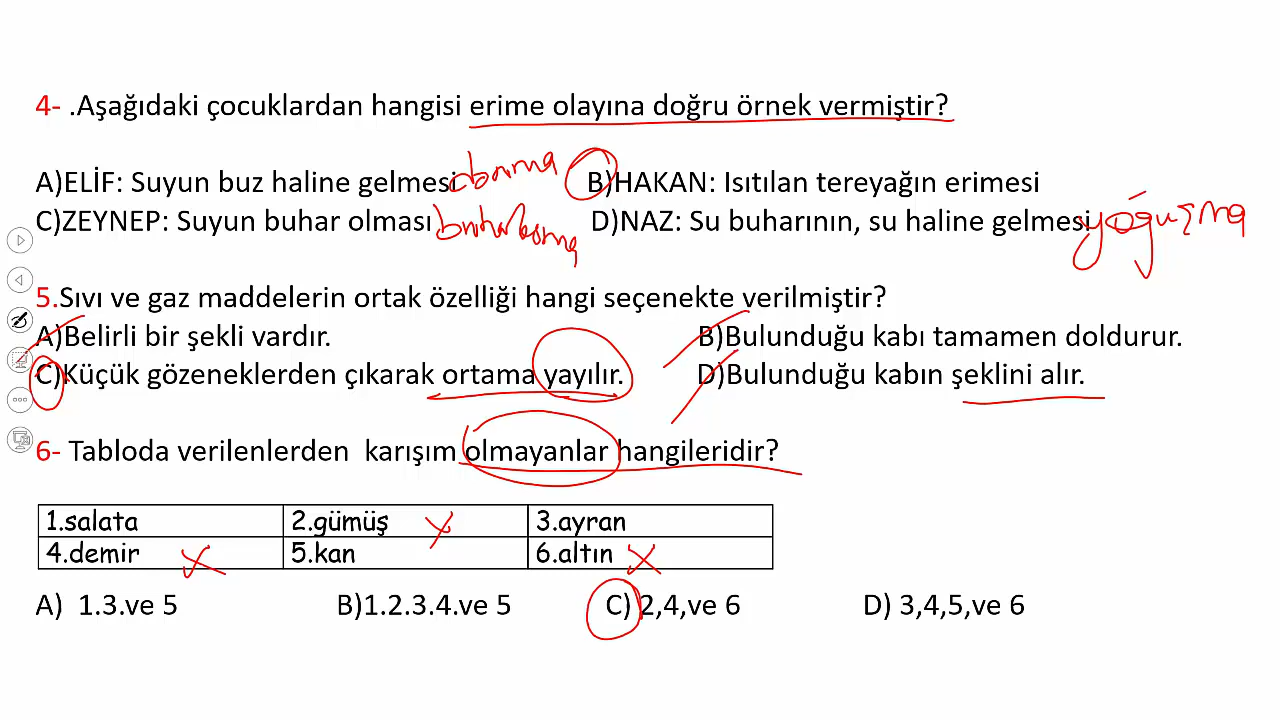 4- .Aşağıdaki çocuklardan hangisi erime olayına doğru örnek vermiştir?
A)ELİF: Suyun buz haline gelmesi donma B)HAKAN: Isıtılan tereyağın erimesi
C)ZEYNEP: Suyun buhar olması buharlaşma D)NAZ: Su buharının, su haline gelmesi yoğuşma
5.Sıvı ve gaz maddelerin ortak özelliği hangi seçenekte verilmiştir?
A)Belirli bir şekli vardır. B)Bulunduğu kabı tamamen doldurur.
C)Küçük gözeneklerden çıkarak ortama yayılır. D)Bulunduğu kabın şeklini alır.
6- Tabloda verilenlerden karışım olmayanlar hangileridir?
1.salata 2.gümüş 3.ayran
4.demir 5.kan 6.altın
A) 1.3.ve 5 B)1.2.3.4.ve 5 C) 2,4,ve 6 D) 3,4,5,ve 6